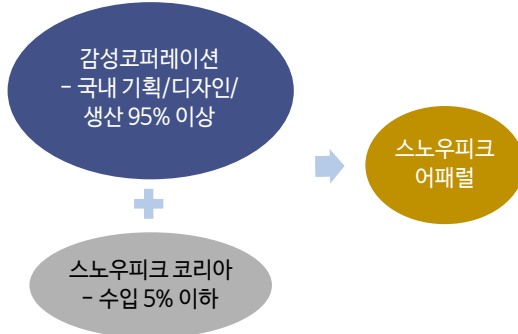 감성코퍼레이션
- 국내 기획/디자인/
생산 95% 이상
스노우피크 코리아
- 수입 5% 이하
스노우피크
어패럴